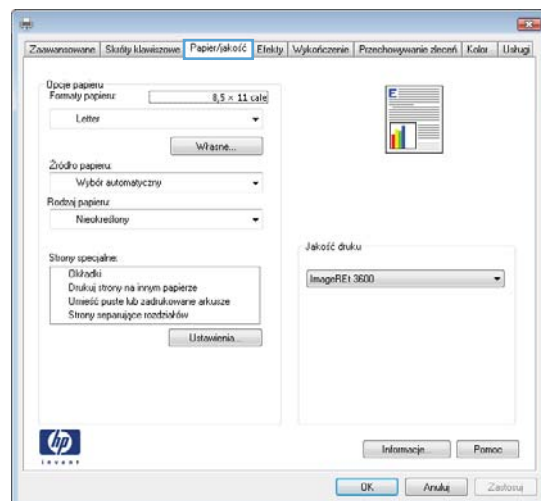 Zaawansowane Skróty klawiszowe Papier/jakość Efekty Wykończenie Przechowywanie zleceń Kolor Usługi
Opcje papieru
Formaty papieru: 8,5 × 11 cale
Letter
Własne...
Źródło papieru:
Wybór automatyczny
Rodzaj papieru:
Nieokreślony
Strony specjalne:
Okładki
Drukuj strony na innym papierze
Umieść puste lub zadrukowane arkusze
Strony separujące rozdziałów
Ustawienia...
E
Jakość druku
ImageREt 3600
hp
invent
Informacje... Pomoc
OK Anuluj Zastosuj